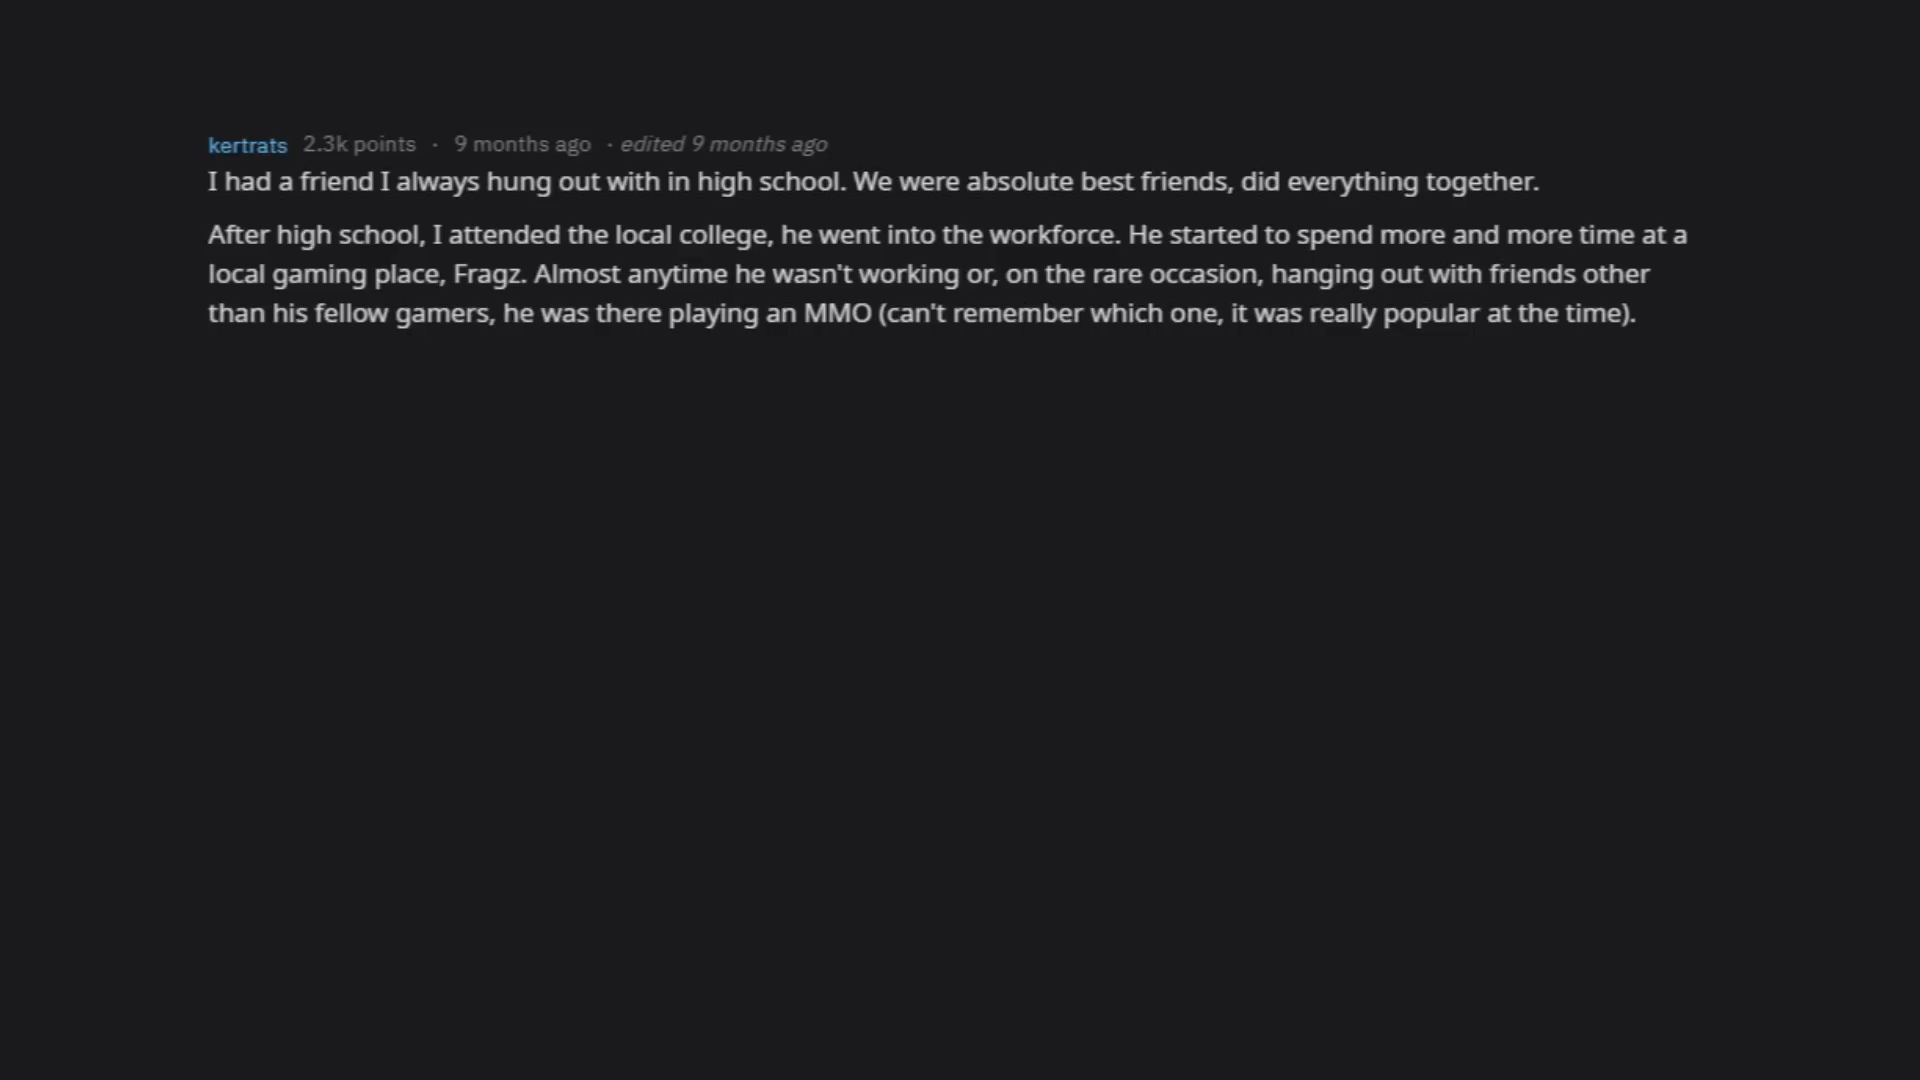 kertrats 2.3k points · 9 months ago · edited 9 months ago
I had a friend I always hung out with in high school. We were absolute best friends, did everything together.
After high school, I attended the local college, he went into the workforce. He started to spend more and more time at a
local gaming place, Fragz. Almost anytime he wasn't working or, on the rare occasion, hanging out with friends other
than his fellow gamers, he was there playing an MMO (can't remember which one, it was really popular at the time).